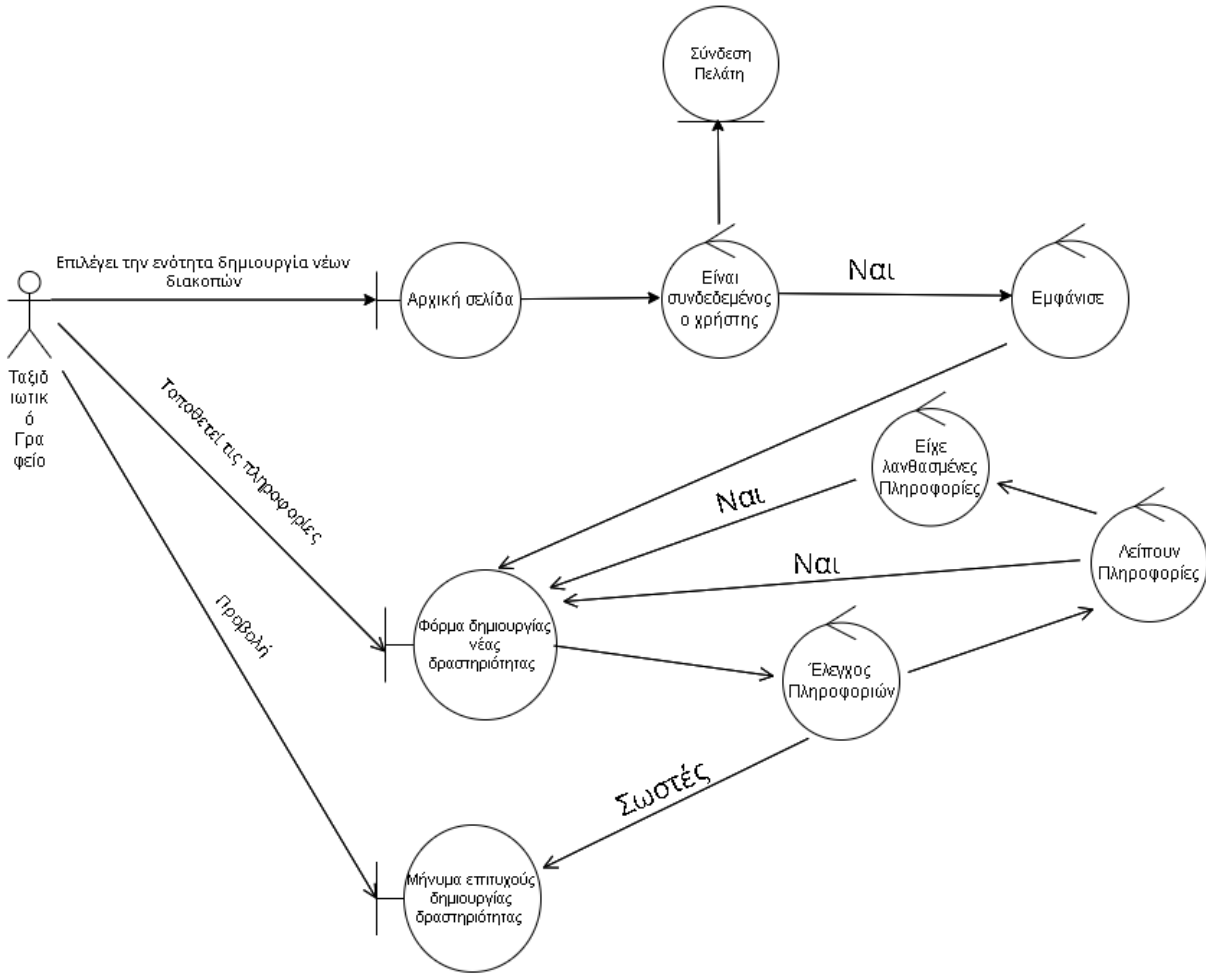 Σύνδεση
Πελάτη
Επιλέγει την ενότητα δημιουργία νέων
διακοπών
Αρχική σελίδα
Είναι
συνδεδεμένος
ο χρήστης
Ναι
Εμφάνισε
Ταξιδ
ιωτικ
ό
Γρα
φείο
Τοποθετεί τις πληροφορίες
Είχε
λανθασμένες
Πληροφορίες
Ναι
Λείπουν
Πληροφορίες
Ναι
Προβολή
Φόρμα δημιουργίας
νέας
δραστηριότητας
Έλεγχος
Πληροφοριών
Σωστές
Μήνυμα επιτυχούς
δημιουργίας
δραστηριότητας